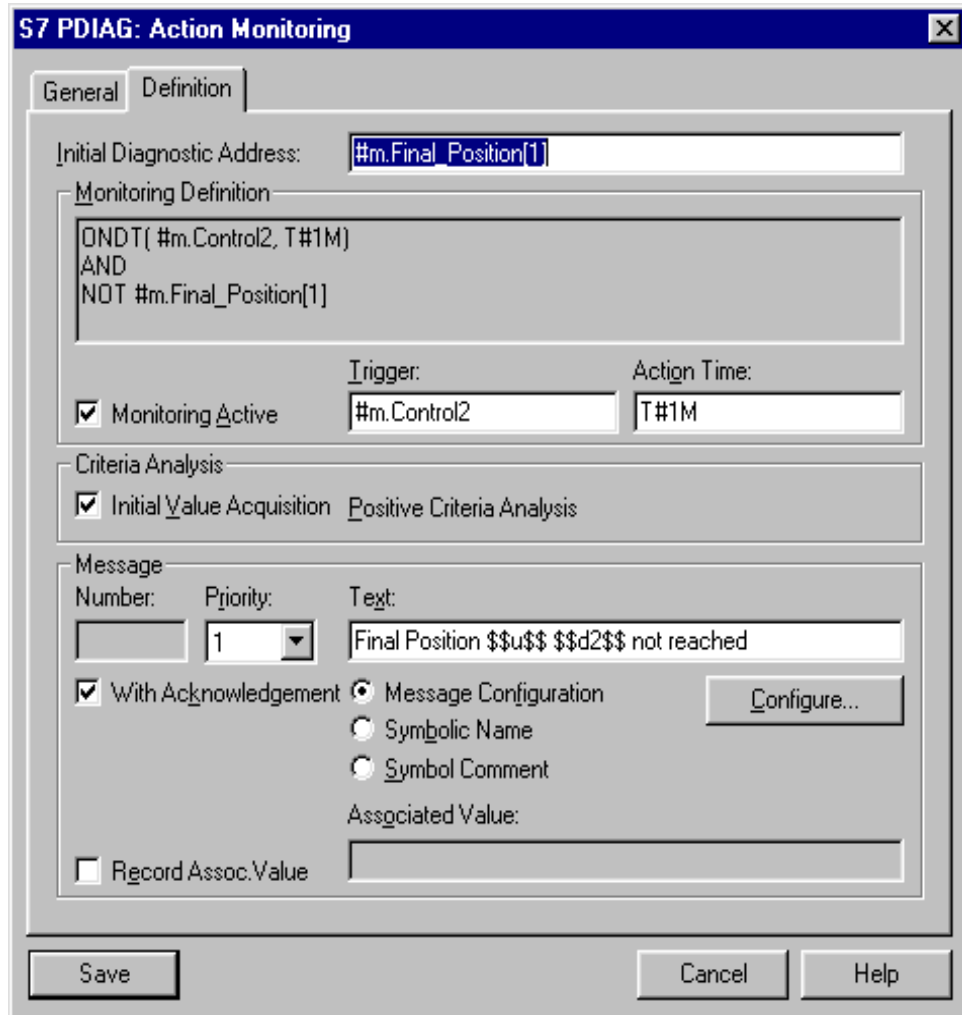 S7 PDIAG: Action Monitoring
General Definition
Initial Diagnostic Address: #m.Final_Position[1]
Monitoring Definition
ONDT( #m.Control2, T#1M)
AND
NOT #m.Final_Position[1]
Trigger: Action Time:
Monitoring Active #m.Control2 T#1M
Criteria Analysis
Initial Value Acquisition Positive Criteria Analysis
Message
Number: Priority: Text:
1 Final Position $$u$$ $$d2$$ not reached
With Acknowledgement Message Configuration Configure...
Symbolic Name
Symbol Comment
Associated Value:
Record Assoc.Value
Save Cancel Help